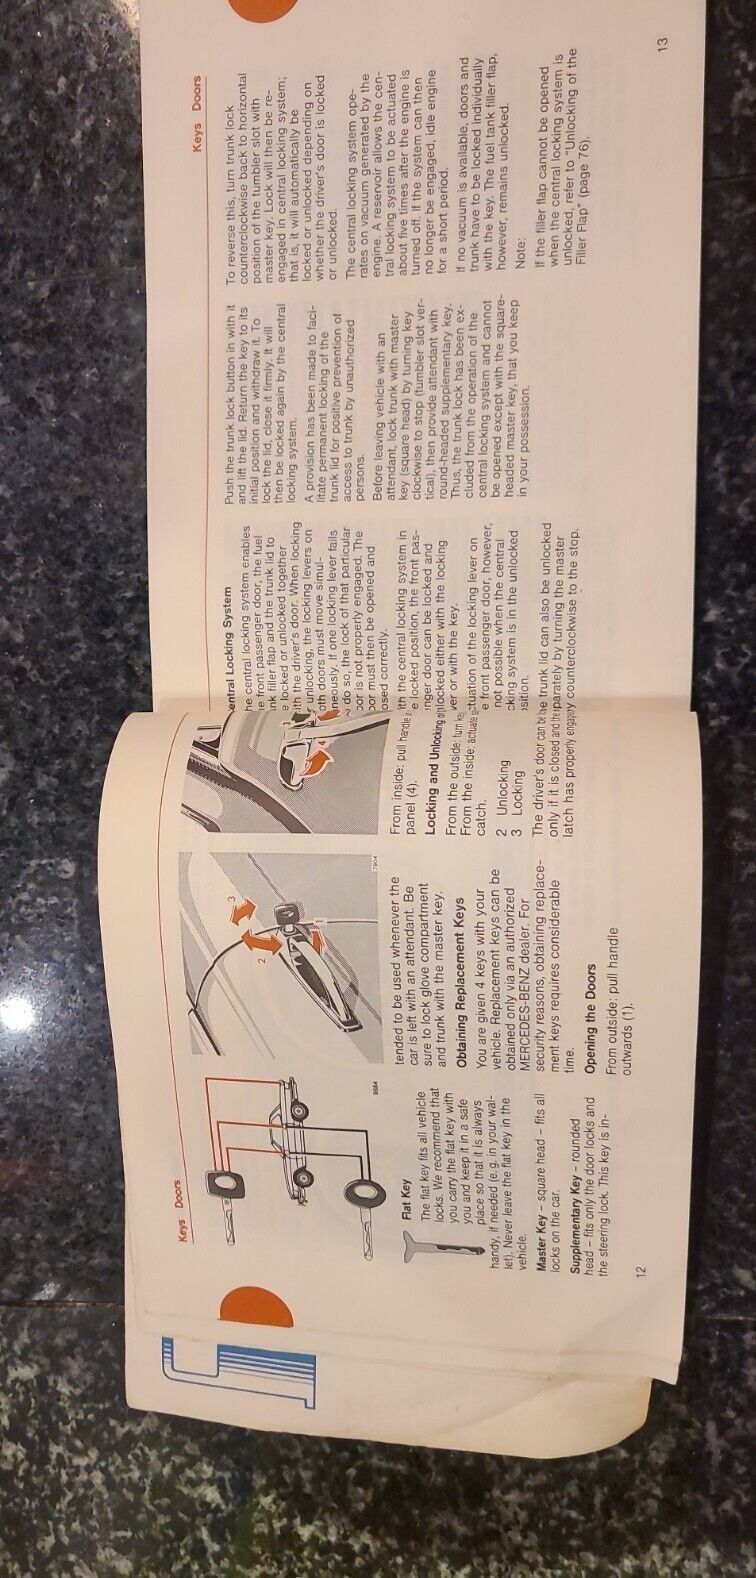 Keys Doors
9884
Flat Key
The flat key fits all vehicle
locks. We recommend that
you carry the flat key with
you and keep it in a safe
place so that it is always
handy, if needed (e.g. in your wal-
let). Never leave the flat key in the
vehicle.
Master Key – square head – fits all
locks on the car.
Supplementary Key – rounded
head – fits only the door locks and
the steering lock. This key is in-
12
1
2
3
7904
tended to be used whenever the
car is left with an attendant. Be
sure to lock glove compartment
and trunk with the master key.
Obtaining Replacement Keys
You are given 4 keys with your
vehicle. Replacement keys can be
obtained only via an authorized
MERCEDES-BENZ dealer. For
security reasons, obtaining replace-
ment keys requires considerable
time.
Opening the Doors
From outside: pull handle
outwards (1).
3
4
From inside: pull handle
panel (4).
Locking and Unlocking
From the outside: turn key
From the inside: actuate
catch.
2 Unlocking
3 Locking
The driver's door can be
only if it is closed and the
latch has properly engaged
Central Locking System
he central locking system enables
he front passenger door, the fuel
nk filler flap and the trunk lid to
e locked or unlocked together
ith the driver's door. When locking
unlocking, the locking levers on
oth doors must move simul-
neously. If one locking lever fails
do so, the lock of that particular
oor is not properly engaged. The
oor must then be opened and
osed correctly.
ith the central locking system in
e locked position, the front pas-
nger door can be locked and
nlocked either with the locking
ver or with the key.
ctuation of the locking lever on
e front passenger door, however,
not possible when the central
cking system is in the unlocked
osition.
he trunk lid can also be unlocked
parately by turning the master
y counterclockwise to the stop.
Push the trunk lock button in with it
and lift the lid. Return the key to its
initial position and withdraw it. To
lock the lid, close it firmly. It will
then be locked again by the central
locking system.
A provision has been made to faci-
litate permanent locking of the
trunk lid for positive prevention of
access to trunk by unauthorized
persons.
Before leaving vehicle with an
attendant, lock trunk with master
key (square head) by turning key
clockwise to stop (tumbler slot ver-
tical), then provide attendant with
round-headed supplementary key.
Thus, the trunk lock has been ex-
cluded from the operation of the
central locking system and cannot
be opened except with the square-
headed master key, that you keep
in your possession.
Keys Doors
To reverse this, turn trunk lock
counterclockwise back to horizontal
position of the tumbler slot with
master key. Lock will then be re-
engaged in central locking system;
that is, it will automatically be
locked or unlocked depending on
whether the driver's door is locked
or unlocked.
The central locking system ope-
rates on vacuum generated by the
engine. A reservoir allows the cen-
tral locking system to be actuated
about five times after the engine is
turned off. If the system can then
no longer be engaged, idle engine
for a short period.
If no vacuum is available, doors and
trunk have to be locked individually
with the key. The fuel tank filler flap,
however, remains unlocked.
Note:
If the filler flap cannot be opened
when the central locking system is
unlocked, refer to "Unlocking of the
Filler Flap" (page 76).
13